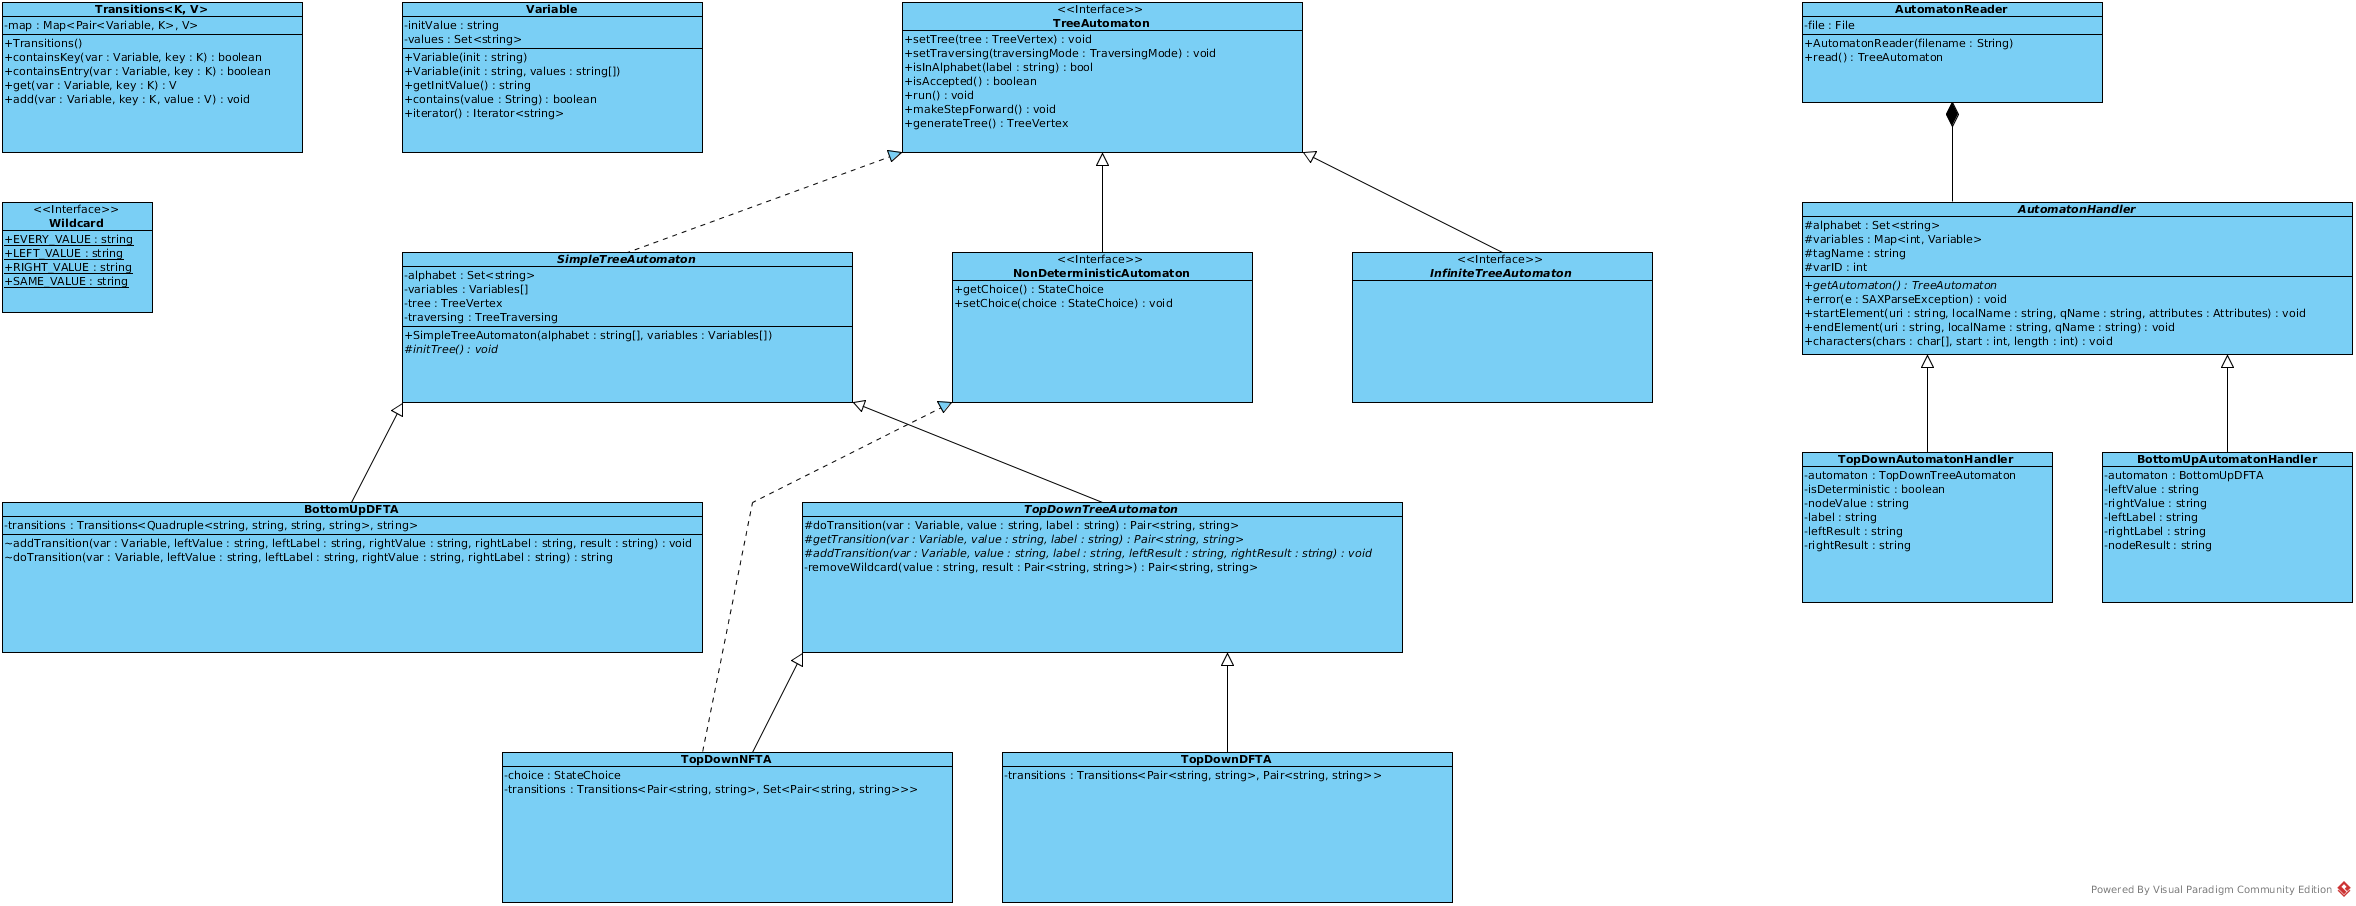 Transitions<K, V>
-map : Map<Pair<Variable, K>, V>
+Transitions()
+containsKey(var : Variable, key : K) : boolean
+containsEntry(var : Variable, key : K) : boolean
+get(var : Variable, key : K) : V
+add(var : Variable, key : K, value : V) : void
Variable
-initValue : string
-values : Set<string>
+Variable(init : string)
+Variable(init : string, values : string[])
+getInitValue() : string
+contains(value : String) : boolean
+iterator() : Iterator<string>
<<Interface>>
TreeAutomaton
+setTree(tree : TreeVertex) : void
+setTraversing(traversingMode : TraversingMode) : void
+isInAlphabet(label : string) : bool
+isAccepted() : boolean
+run() : void
+makeStepForward() : void
+generateTree() : TreeVertex
AutomatonReader
-file : File
+AutomatonReader(filename : String)
+read() : TreeAutomaton
<<Interface>>
Wildcard
+EVERY_VALUE : string
+LEFT_VALUE : string
+RIGHT_VALUE : string
+SAME_VALUE : string
SimpleTreeAutomaton
-alphabet : Set<string>
-variables : Variables[]
-tree : TreeVertex
-traversing : TreeTraversing
+SimpleTreeAutomaton(alphabet : string[], variables : Variables[])
#initTree() : void
<<Interface>>
NonDeterministicAutomaton
+getChoice() : StateChoice
+setChoice(choice : StateChoice) : void
<<Interface>>
InfiniteTreeAutomaton
AutomatonHandler
#alphabet : Set<string>
#variables : Map<int, Variable>
#tagName : string
#varID : int
+getAutomaton() : TreeAutomaton
+error(e : SAXParseException) : void
+startElement(uri : string, localName : string, qName : string, attributes : Attributes) : void
+endElement(uri : string, localName : string, qName : string) : void
+characters(chars : char[], start : int, length : int) : void
BottomUpDFTA
-transitions : Transitions<Quadruple<string, string, string, string>, string>
~addTransition(var : Variable, leftValue : string, leftLabel : string, rightValue : string, rightLabel : string, result : string) : void
~doTransition(var : Variable, leftValue : string, leftLabel : string, rightValue : string, rightLabel : string) : string
TopDownTreeAutomaton
#doTransition(var : Variable, value : string, label : string) : Pair<string, string>
#getTransition(var : Variable, value : string, label : string) : Pair<string, string>
#addTransition(var : Variable, value : string, label : string, leftResult : string, rightResult : string) : void
-removeWildcard(value : string, result : Pair<string, string>) : Pair<string, string>
TopDownAutomatonHandler
-automaton : TopDownTreeAutomaton
-isDeterministic : boolean
-nodeValue : string
-label : string
-leftResult : string
-rightResult : string
BottomUpAutomatonHandler
-automaton : BottomUpDFTA
-leftValue : string
-rightValue : string
-leftLabel : string
-rightLabel : string
-nodeResult : string
TopDownNFTA
-choice : StateChoice
-transitions : Transitions<Pair<string, string>, Set<Pair<string, string>>>
TopDownDFTA
-transitions : Transitions<Pair<string, string>, Pair<string, string>>
Powered By Visual Paradigm Community Edition